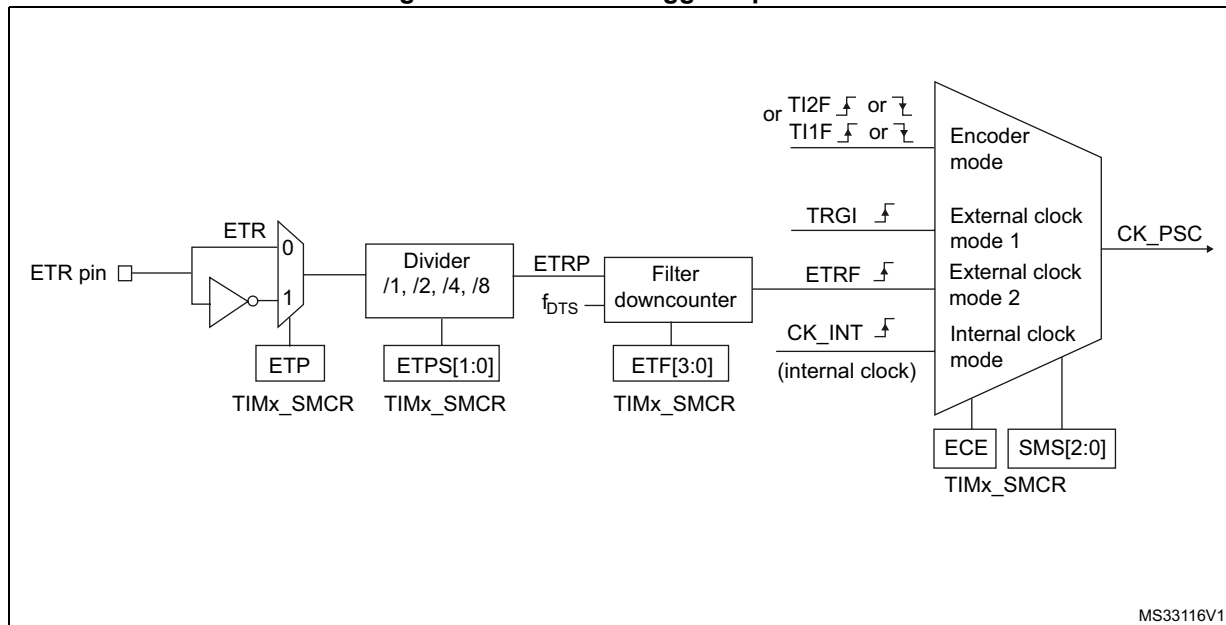 or TI2F or
TI1F or
Encoder
mode
TRGI
External clock
mode 1
CK_PSC
ETR
0
ETR pin
1
Divider
/1, /2, /4, /8
ETRP
fDTS
Filter
downcounter
ETRF
External clock
mode 2
CK_INT
(internal clock)
Internal clock
mode
ETP
TIMx_SMCR
ETPS[1:0]
TIMx_SMCR
ETF[3:0]
TIMx_SMCR
ECE
SMS[2:0]
TIMx_SMCR
MS33116V1